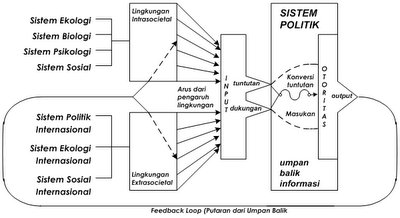 Sistem Ekologi
Sistem Biologi
Sistem Psikologi
Sistem Sosial
Lingkungan
Intrasocietal
Arus dari
pengaruh
lingkungan
Sistem Politik
Internasional
Sistem Ekologi
Internasional
Sistem Sosial
Internasional
Lingkungan
Extrasocietal
INPUT
tuntutan
dukungan
SISTEM
POLITIK
Konversi
tuntutan
Masukan
umpan
balik
informasi
OTORITAS
output
Feedback Loop (Putaran dari Umpan Balik